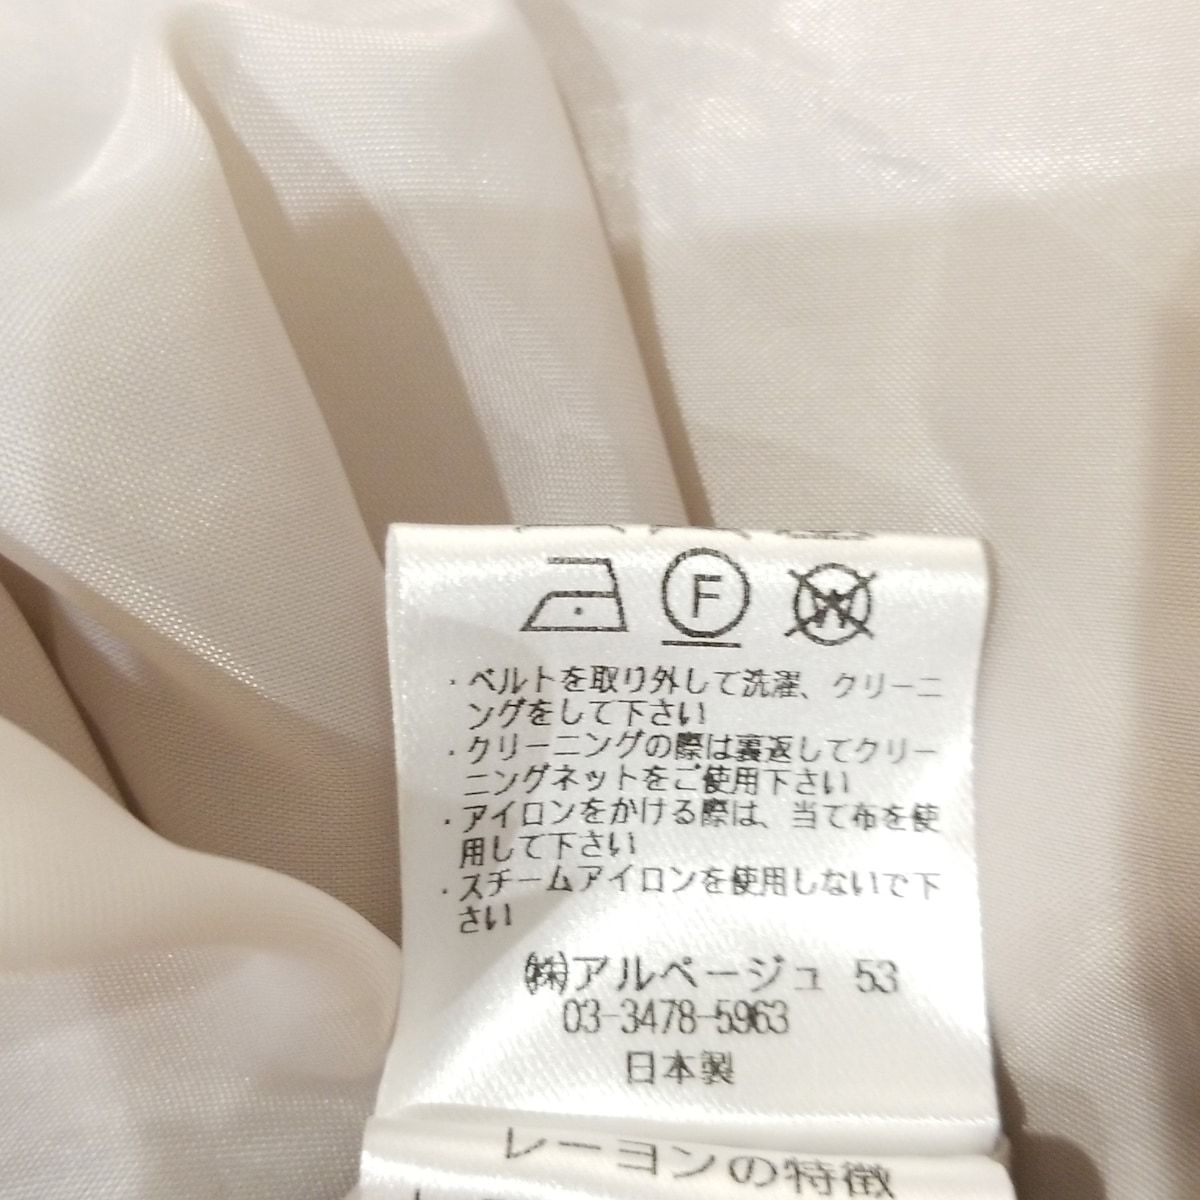 F W
・ベルトを取り外して洗濯、クリーニ
ングをして下さい
・クリーニングの際は裏返してクリー
ニングネットをご使用下さい
・アイロンをかける際は、当て布を使
用して下さい
・スチームアイロンを使用しないで下
さい
㈱アルページュ 53
03-3478-5963
日本製
レーヨンの特徴